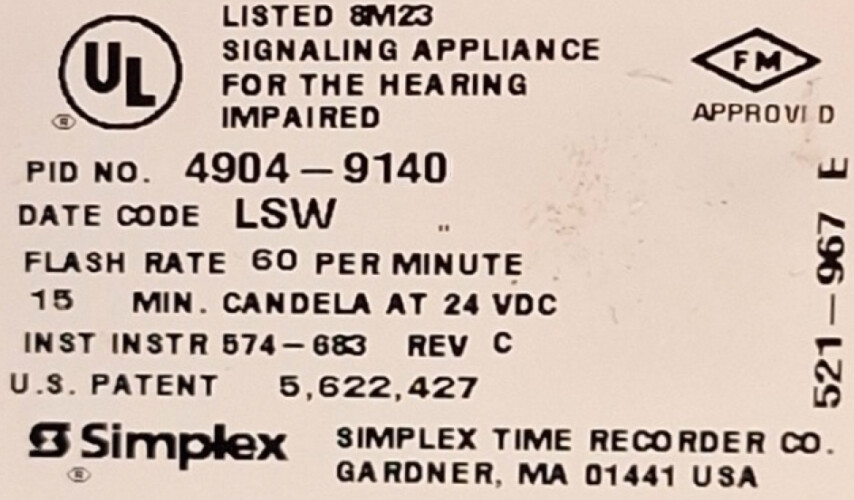 UL
®
LISTED 8M23
SIGNALING APPLIANCE
FOR THE HEARING
IMPAIRED
FM
APPROV D
PID NO. 4904-9140
DATE CODE LSW
FLASH RATE 60 PER MINUTE
15 MIN. CANDELA AT 24 VDC
INST INSTR 574-683 REV C
U.S. PATENT 5,622,427
521-967 E
Simplex
®
SIMPLEX TIME RECORDER CO.
GARDNER, MA 01441 USA